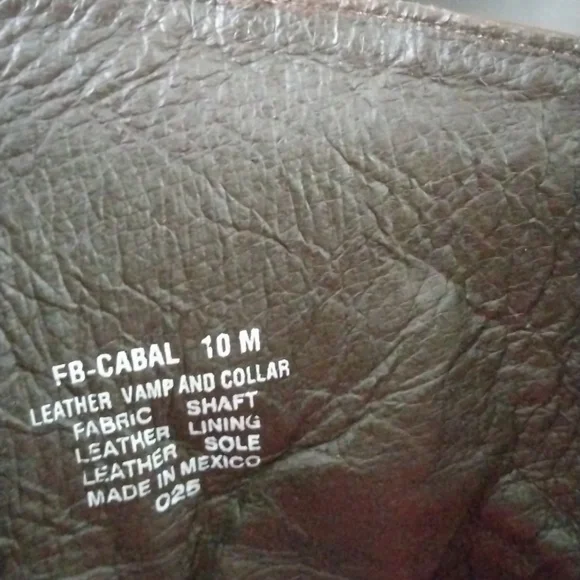 FB-CABAL 10 M
LEATHER VAMP AND COLLAR
FABRIC SHAFT
LEATHER LINING
LEATHER SOLE
MADE IN MEXICO
025